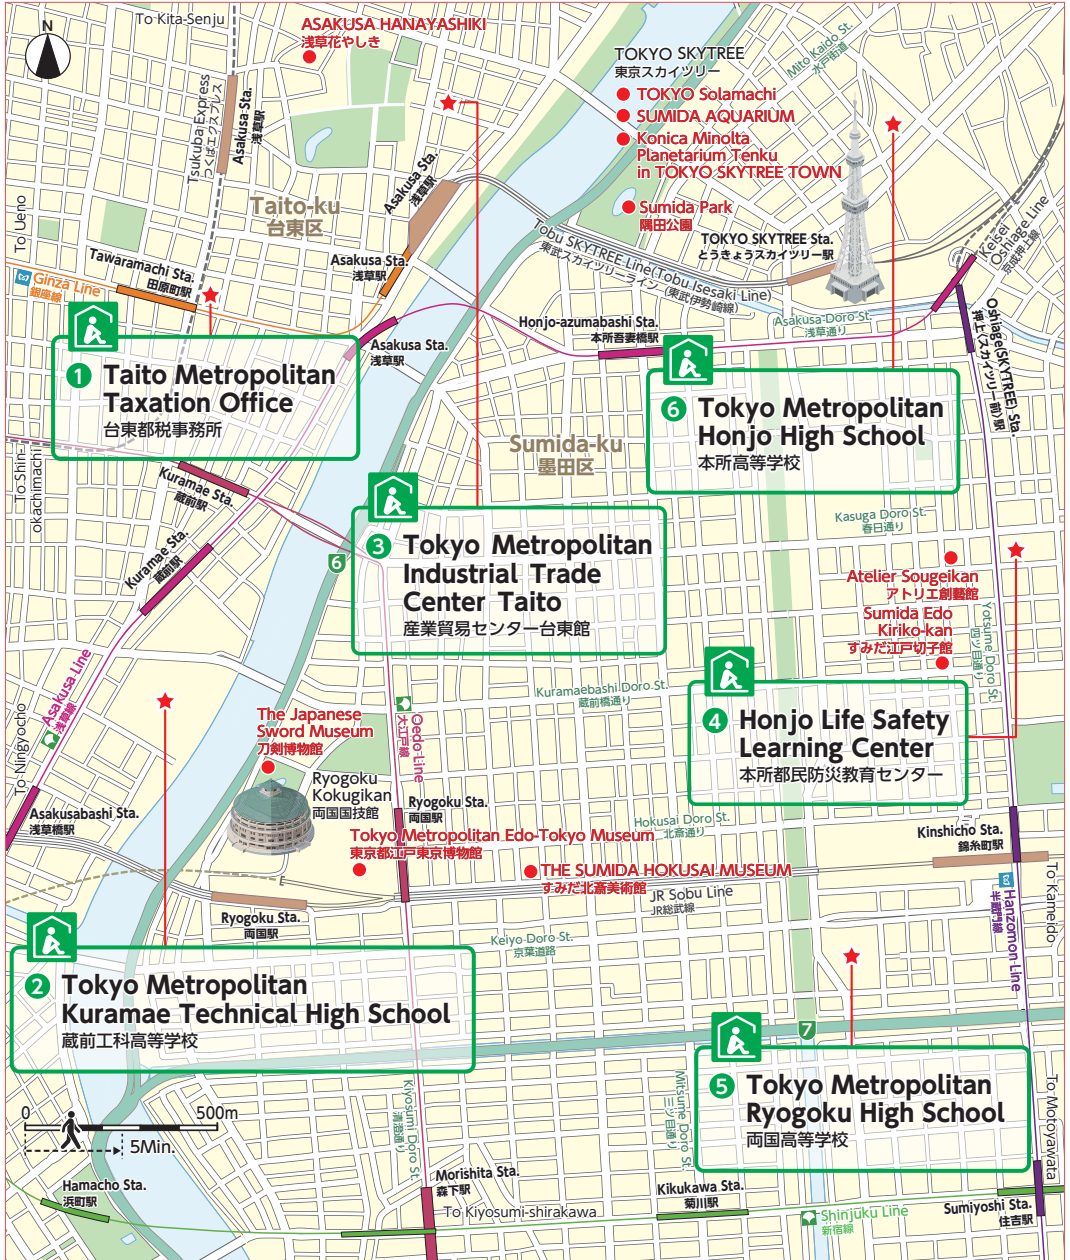 N
To Kita-Senju
ASAKUSA HANAYASHIKI
浅草花やしき
Tsukuba Express
つくばエクスプレス
Asakusa Sta.
浅草駅
TOKYO SKYTREE
東京スカイツリー
TOKYO Solamachi
SUMIDA AQUARIUM
Konica Minolta
Planetarium Tenku
in TOKYO SKYTREE TOWN
Sumida Park
隅田公園
Mito Kaido St.
水戸街道
Asakusa Sta.
浅草駅
Taito-ku
台東区
To Ueno
Tawaramachi Sta.
田原町駅
Ginza Line
銀座線
Asakusa Sta.
浅草駅
Tobu SKYTREE Line(Tobu Isesaki Line)
東武スカイツリーライン（東武伊勢崎線）
TOKYO SKYTREE Sta.
とうきょうスカイツリー駅
Keisei
Oshiage Line
京成押上線
Asakusa-Doro St.
浅草通り
Honjo-azumabashi Sta.
本所吾妻橋駅
Asakusa Sta.
浅草駅
Oshiage(SKYTREE) Sta.
押上〈スカイツリー前〉駅
1 Taito Metropolitan
Taxation Office
台東都税事務所
6 Tokyo Metropolitan
Honjo High School
本所高等学校
Sumida-ku
墨田区
To Shin-
okachimachi
Kuramae Sta.
蔵前駅
Kuramae Sta.
蔵前駅
6
3 Tokyo Metropolitan
Industrial Trade
Center Taito
産業貿易センター台東館
Kasuga Doro St.
春日通り
Atelier Sougeikan
アトリエ創藝館
Sumida Edo
Kiriko-kan
すみだ江戸切子館
Yotsume Doro St.
四ツ目通り
Asakusa-Line
浅草線
To Ningyocho
Kuramaebashi Doro St.
蔵前橋通り
4 Honjo Life Safety
Learning Center
本所都民防災教育センター
The Japanese
Sword Museum
刀剣博物館
Oedo-Line
大江戸線
Ryogoku
Kokugikan
両国国技館
Ryogoku Sta.
両国駅
Asakusabashi Sta.
浅草橋駅
Hokusai Doro St.
北斎通り
Tokyo Metropolitan Edo-Tokyo Museum
東京都江戸東京博物館
THE SUMIDA HOKUSAI MUSEUM
すみだ北斎美術館
Kinshicho Sta.
錦糸町駅
JR Sobu Line
JR総武線
To Kameido
Hanzomon-Line
半蔵門線
Ryogoku Sta.
両国駅
Keiyo Doro St.
京葉道路
2 Tokyo Metropolitan
Kuramae Technical High School
蔵前工科高等学校
7
5 Tokyo Metropolitan
Ryogoku High School
両国高等学校
Kiyosumi Doro St.
清澄通り
Mitsume Doro St.
三ツ目通り
To Motoyawata
0 500m
5Min.
Hamacho Sta.
浜町駅
Morishita Sta.
森下駅
To Kiyosumi-shirakawa
Kikukawa Sta.
菊川駅
Shinjuku Line
新宿線
Sumiyoshi Sta.
住吉駅